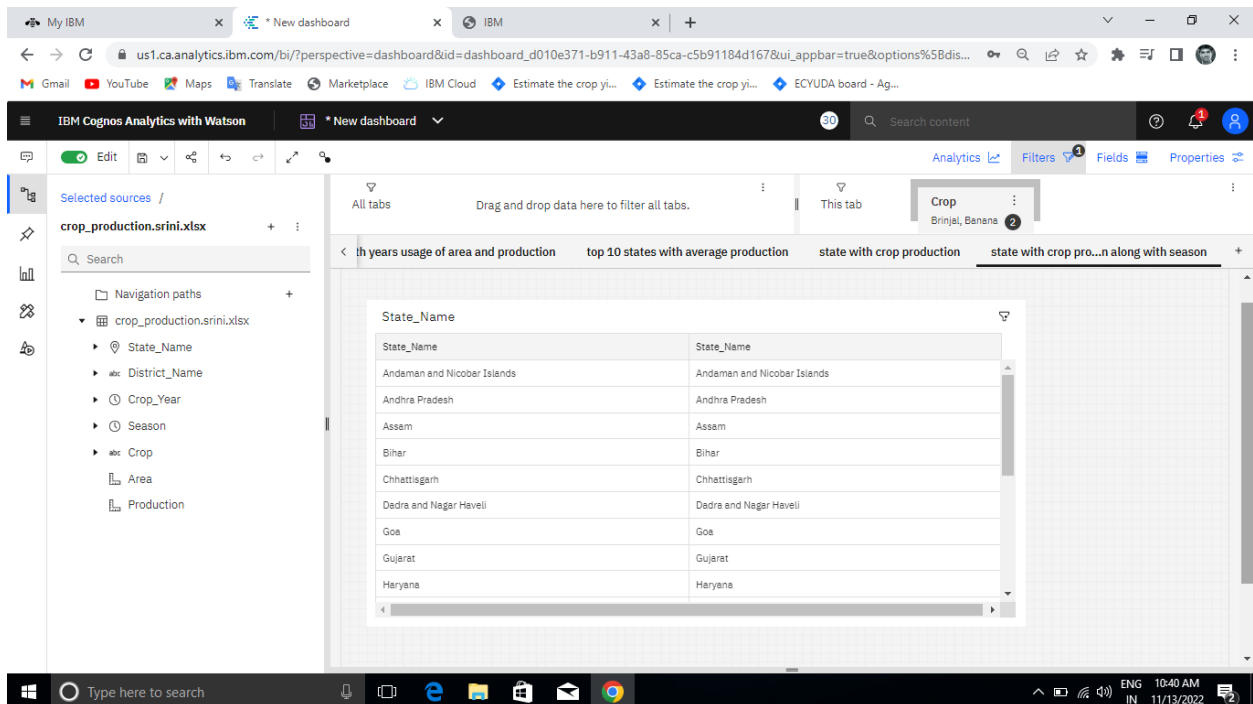 My IBM
* New dashboard
IBM
us1.ca.analytics.ibm.com/bi/?perspective=dashboard&id=dashboard_d010e371-b911-43a8-85ca-c5b91184d167&ui_appbar=true&options%5Bdis...
Gmail YouTube Maps Translate Marketplace IBM Cloud Estimate the crop yi... Estimate the crop yi... ECYUDA board - Ag...
IBM Cognos Analytics with Watson
* New dashboard
30
Search content
1
Edit
Analytics Filters 1 Fields Properties
Selected sources /
crop_production.srini.xlsx
Search
Navigation paths
crop_production.srini.xlsx
State_Name
abc District_Name
Crop_Year
Season
abc Crop
Area
Production
All tabs
Drag and drop data here to filter all tabs.
This tab
Crop
Brinjal, Banana 2
th years usage of area and production top 10 states with average production state with crop production state with crop pro...n along with season
State_Name
State_Name State_Name
Andaman and Nicobar Islands Andaman and Nicobar Islands
Andhra Pradesh Andhra Pradesh
Assam Assam
Bihar Bihar
Chhattisgarh Chhattisgarh
Dadra and Nagar Haveli Dadra and Nagar Haveli
Goa Goa
Gujarat Gujarat
Haryana Haryana
Type here to search
ENG
IN
10:40 AM
11/13/2022
2